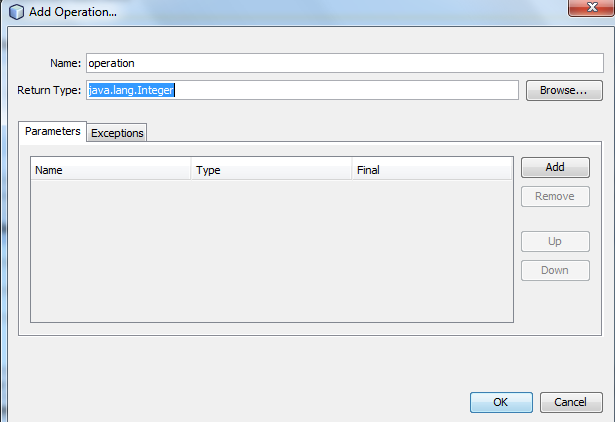 Add Operation...
Name: operation
Return Type: java.lang.Integer Browse...
Parameters Exceptions
Name Type Final Add
Remove
Up
Down
OK Cancel